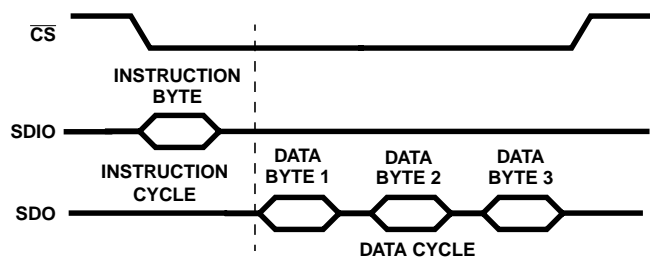 CS
INSTRUCTION
BYTE
SDIO
INSTRUCTION
CYCLE
DATA
BYTE 1
DATA
BYTE 2
DATA
BYTE 3
SDO
DATA CYCLE